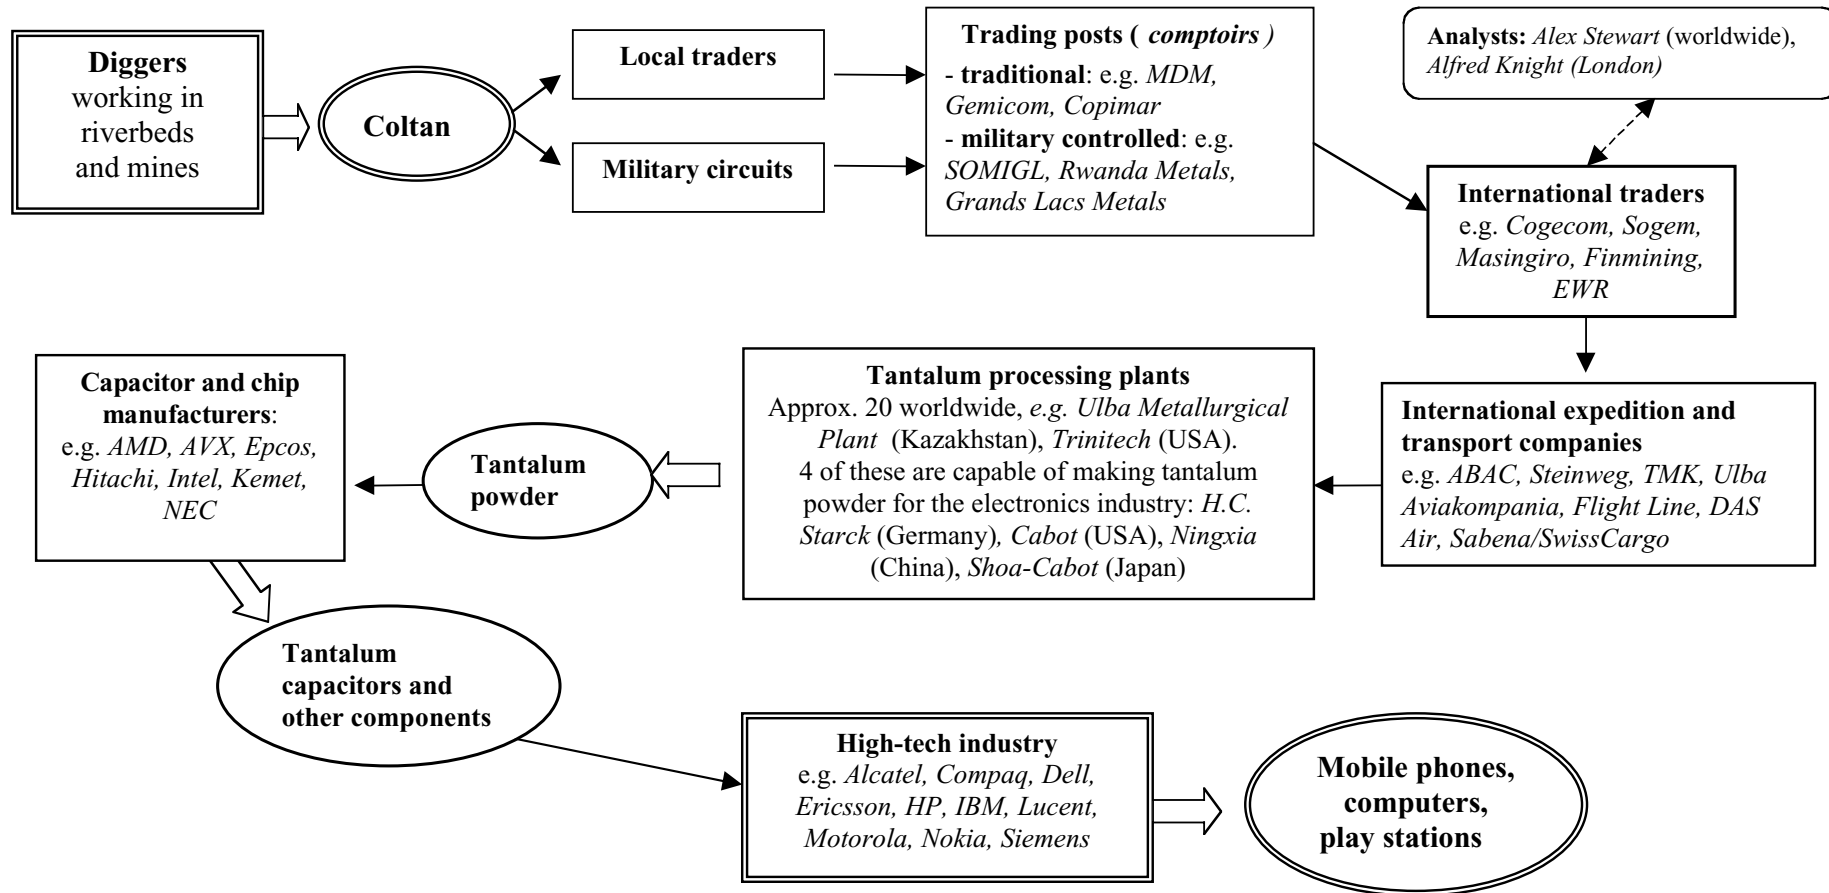 Diggers
working in
riverbeds
and mines
Coltan
Local traders
Military circuits
Trading posts ( comptoirs )
- traditional: e.g. MDM,
Gemicom, Copimar
- military controlled: e.g.
SOMIGL, Rwanda Metals,
Grands Lacs Metals
Analysts: Alex Stewart (worldwide),
Alfred Knight (London)
International traders
e.g. Cogecom, Sogem,
Masingiro, Finmining,
EWR
International expedition and
transport companies
e.g. ABAC, Steinweg, TMK, Ulba
Aviakompania, Flight Line, DAS
Air, Sabena/SwissCargo
Tantalum processing plants
Approx. 20 worldwide, e.g. Ulba Metallurgical
Plant (Kazakhstan), Trinitech (USA).
4 of these are capable of making tantalum
powder for the electronics industry: H.C.
Starck (Germany), Cabot (USA), Ningxia
(China), Shoa-Cabot (Japan)
Tantalum
powder
Capacitor and chip
manufacturers:
e.g. AMD, AVX, Epcos,
Hitachi, Intel, Kemet,
NEC
Tantalum
capacitors and
other components
High-tech industry
e.g. Alcatel, Compaq, Dell,
Ericsson, HP, IBM, Lucent,
Motorola, Nokia, Siemens
Mobile phones,
computers,
play stations